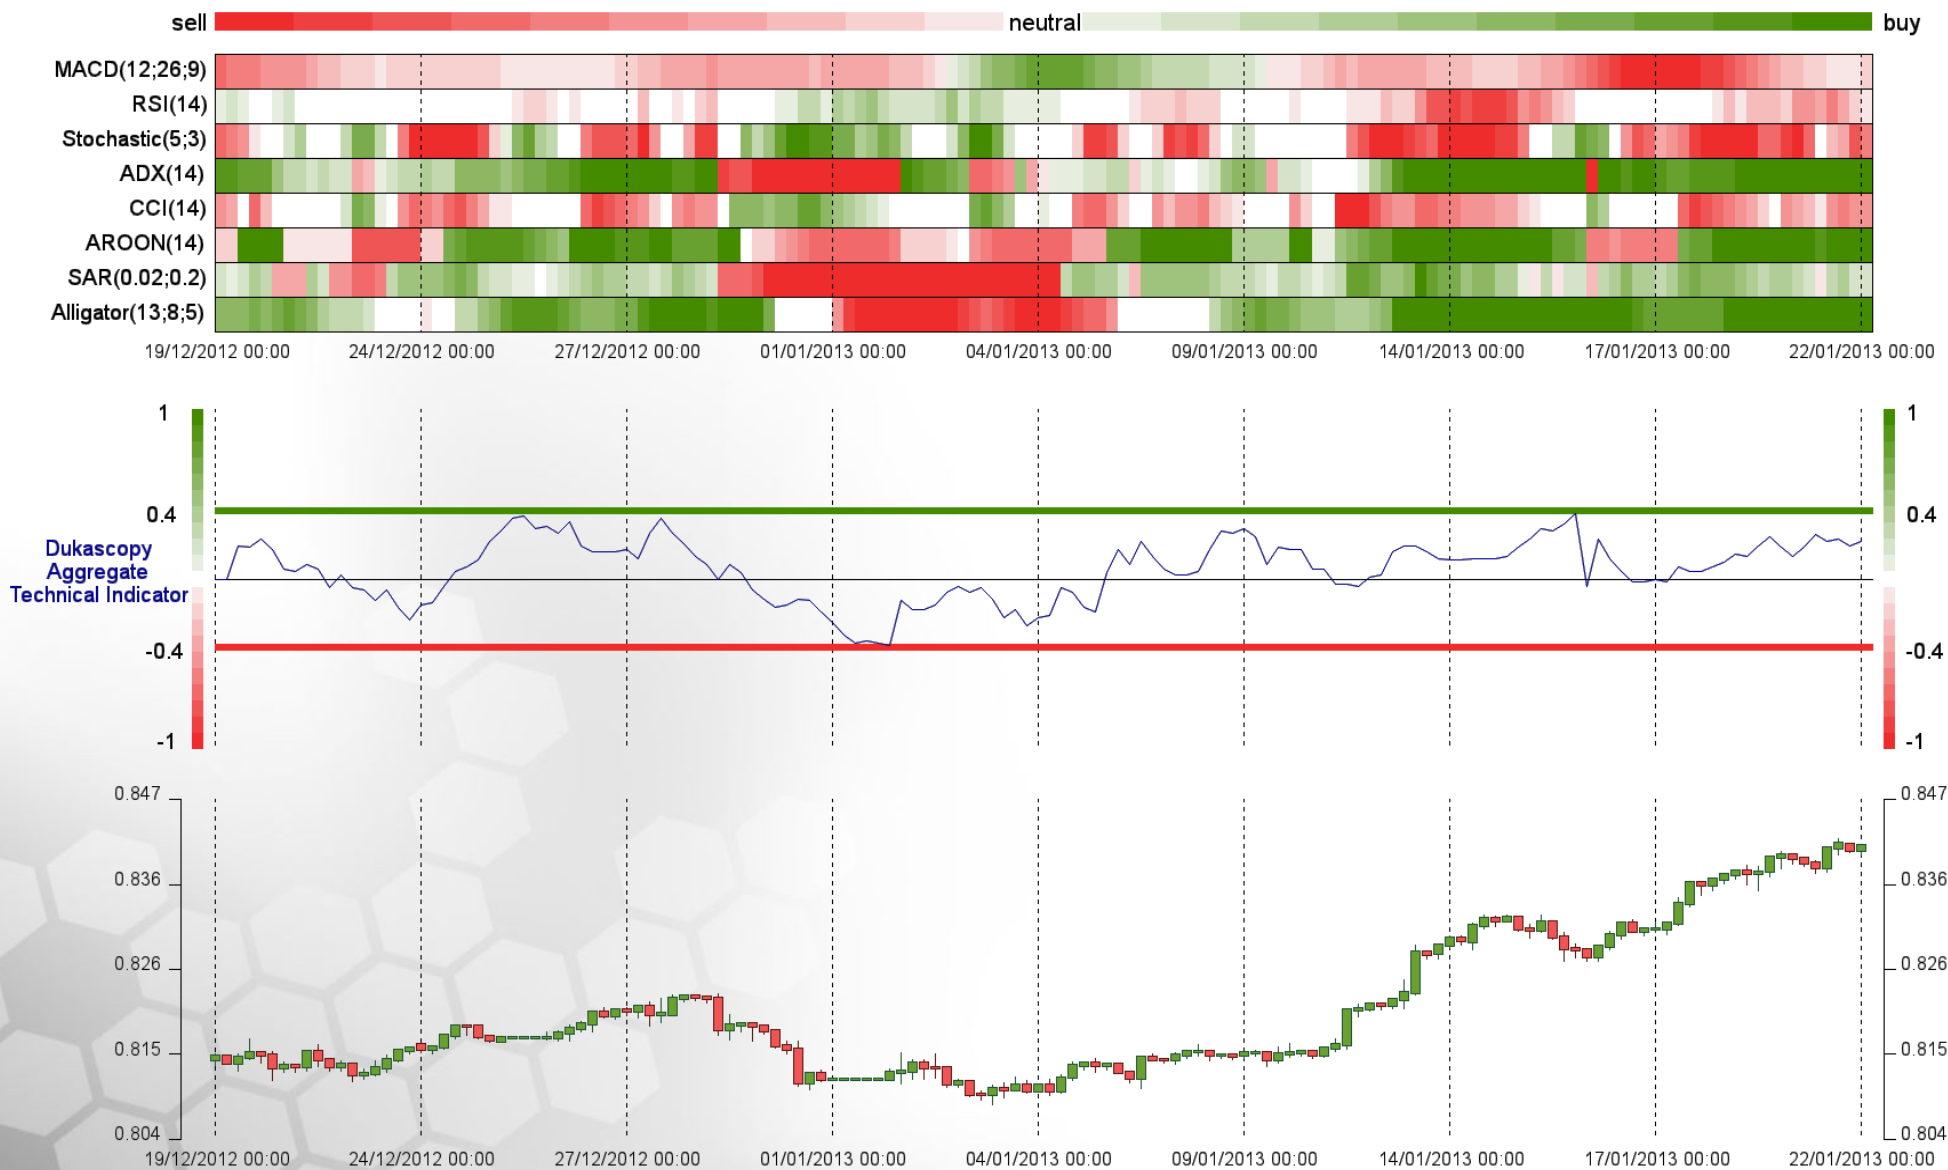 sell neutral buy
MACD(12;26;9)
RSI(14)
Stochastic(5;3)
ADX(14)
CCI(14)
AROON(14)
SAR(0.02;0.2)
Alligator(13;8;5)
19/12/2012 00:00 24/12/2012 00:00 27/12/2012 00:00 01/01/2013 00:00 04/01/2013 00:00 09/01/2013 00:00 14/01/2013 00:00 17/01/2013 00:00 22/01/2013 00:00
1 1
0.4 0.4
Dukascopy
Aggregate
Technical Indicator
-0.4 -0.4
-1 -1
0.847 0.847
0.836 0.836
0.826 0.826
0.815 0.815
0.804 0.804
19/12/2012 00:00 24/12/2012 00:00 27/12/2012 00:00 01/01/2013 00:00 04/01/2013 00:00 09/01/2013 00:00 14/01/2013 00:00 17/01/2013 00:00 22/01/2013 00:00